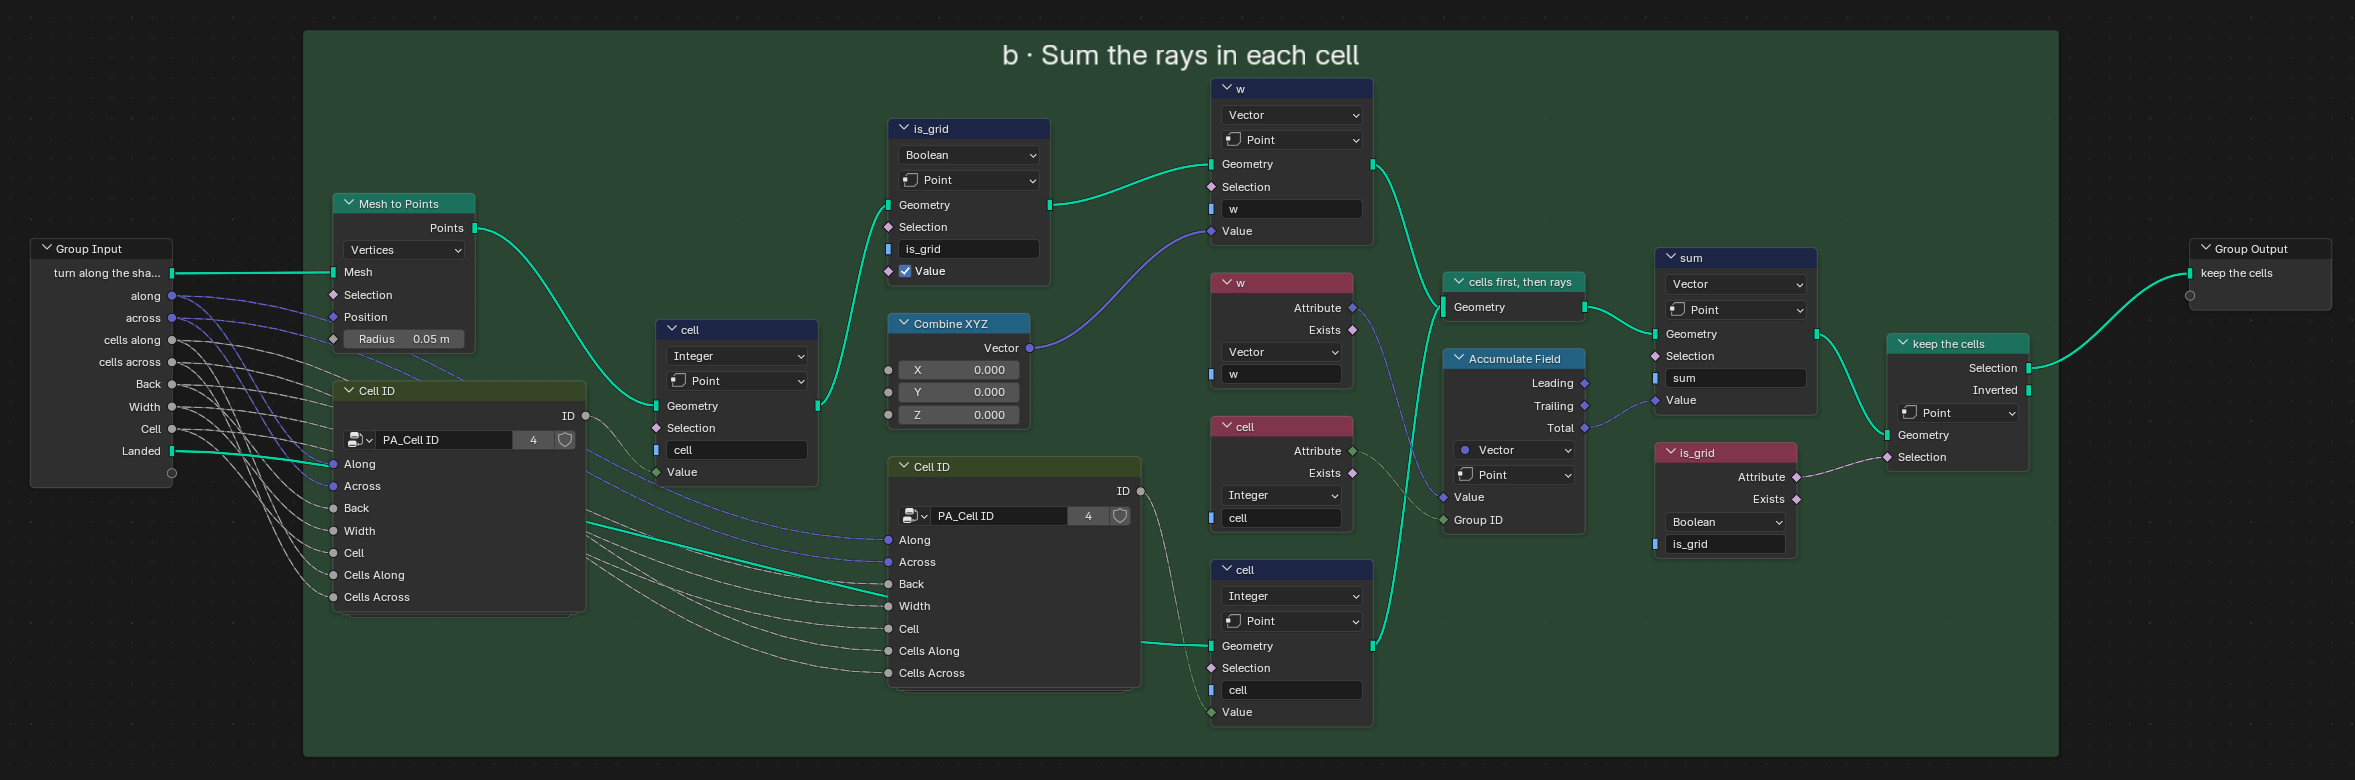 b · Sum the rays in each cell
Group Input
turn along the sha...
along
across
cells along
cells across
Back
Width
Cell
Landed
Mesh to Points
Points
Vertices
Mesh
Selection
Position
Radius 0.05 m
Cell ID
ID
PA_Cell ID 4
Along
Across
Back
Width
Cell
Cells Along
Cells Across
cell
Integer
Point
Geometry
Selection
cell
Value
is_grid
Boolean
Point
Geometry
Selection
is_grid
Value
Combine XYZ
Vector
X 0.000
Y 0.000
Z 0.000
Cell ID
ID
PA_Cell ID 4
Along
Across
Back
Width
Cell
Cells Along
Cells Across
w
Vector
Point
Geometry
Selection
w
Value
w
Attribute
Exists
Vector
w
cell
Attribute
Exists
Integer
cell
cell
Integer
Point
Geometry
Selection
cell
Value
cells first, then rays
Geometry
Accumulate Field
Leading
Trailing
Total
Vector
Point
Value
Group ID
sum
Vector
Point
Geometry
Selection
sum
Value
is_grid
Attribute
Exists
Boolean
is_grid
keep the cells
Selection
Inverted
Point
Geometry
Selection
Group Output
keep the cells